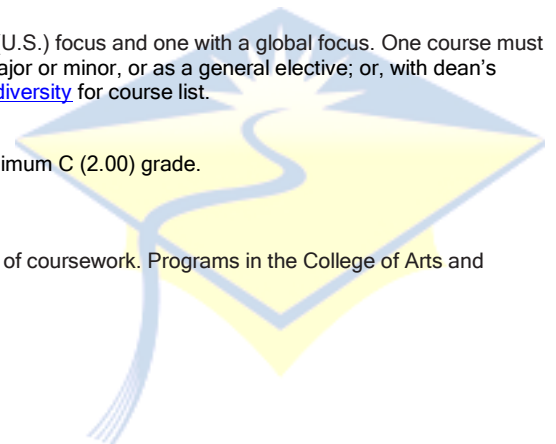 (U.S.) focus and one with a global focus. One course must
ajor or minor, or as a general elective; or, with dean's
diversity for course list.
imum C (2.00) grade.
of coursework. Programs in the College of Arts and